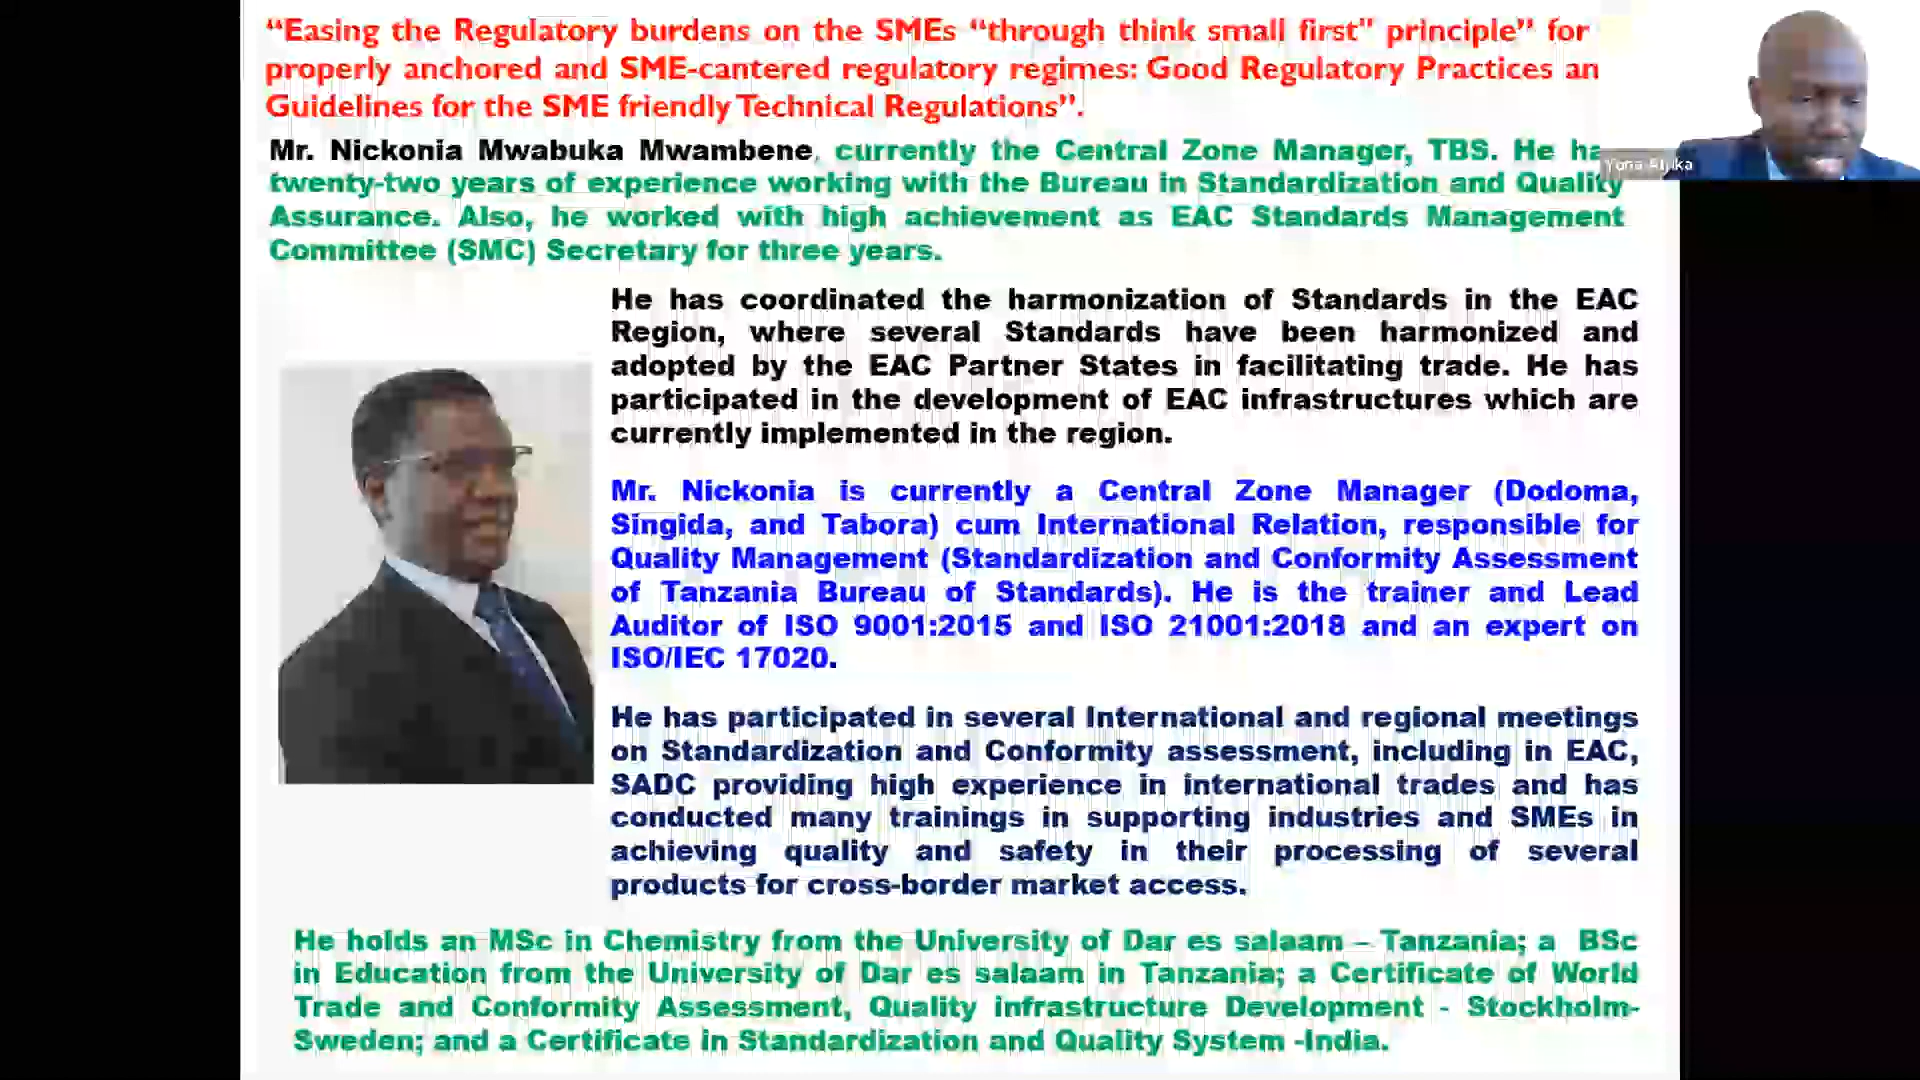 “Easing the Regulatory burdens on the SMEs “through think small first" principle” for
properly anchored and SME-cantered regulatory regimes: Good Regulatory Practices an
Guidelines for the SME friendly Technical Regulations”.
Mr. Nickonia Mwabuka Mwambene, currently the Central Zone Manager, TBS. He ha
twenty-two years of experience working with the Bureau in Standardization and Quality
Assurance. Also, he worked with high achievement as EAC Standards Management
Committee (SMC) Secretary for three years.
He has coordinated the harmonization of Standards in the EAC
Region, where several Standards have been harmonized and
adopted by the EAC Partner States in facilitating trade. He has
participated in the development of EAC infrastructures which are
currently implemented in the region.
Mr. Nickonia is currently a Central Zone Manager (Dodoma,
Singida, and Tabora) cum International Relation, responsible for
Quality Management (Standardization and Conformity Assessment
of Tanzania Bureau of Standards). He is the trainer and Lead
Auditor of ISO 9001:2015 and ISO 21001:2018 and an expert on
ISO/IEC 17020.
He has participated in several International and regional meetings
on Standardization and Conformity assessment, including in EAC,
SADC providing high experience in international trades and has
conducted many trainings in supporting industries and SMEs in
achieving quality and safety in their processing of several
products for cross-border market access.
He holds an MSc in Chemistry from the University of Dar es salaam – Tanzania; a BSc
in Education from the University of Dar es salaam in Tanzania; a Certificate of World
Trade and Conformity Assessment, Quality infrastructure Development - Stockholm-
Sweden; and a Certificate in Standardization and Quality System -India.
Yona